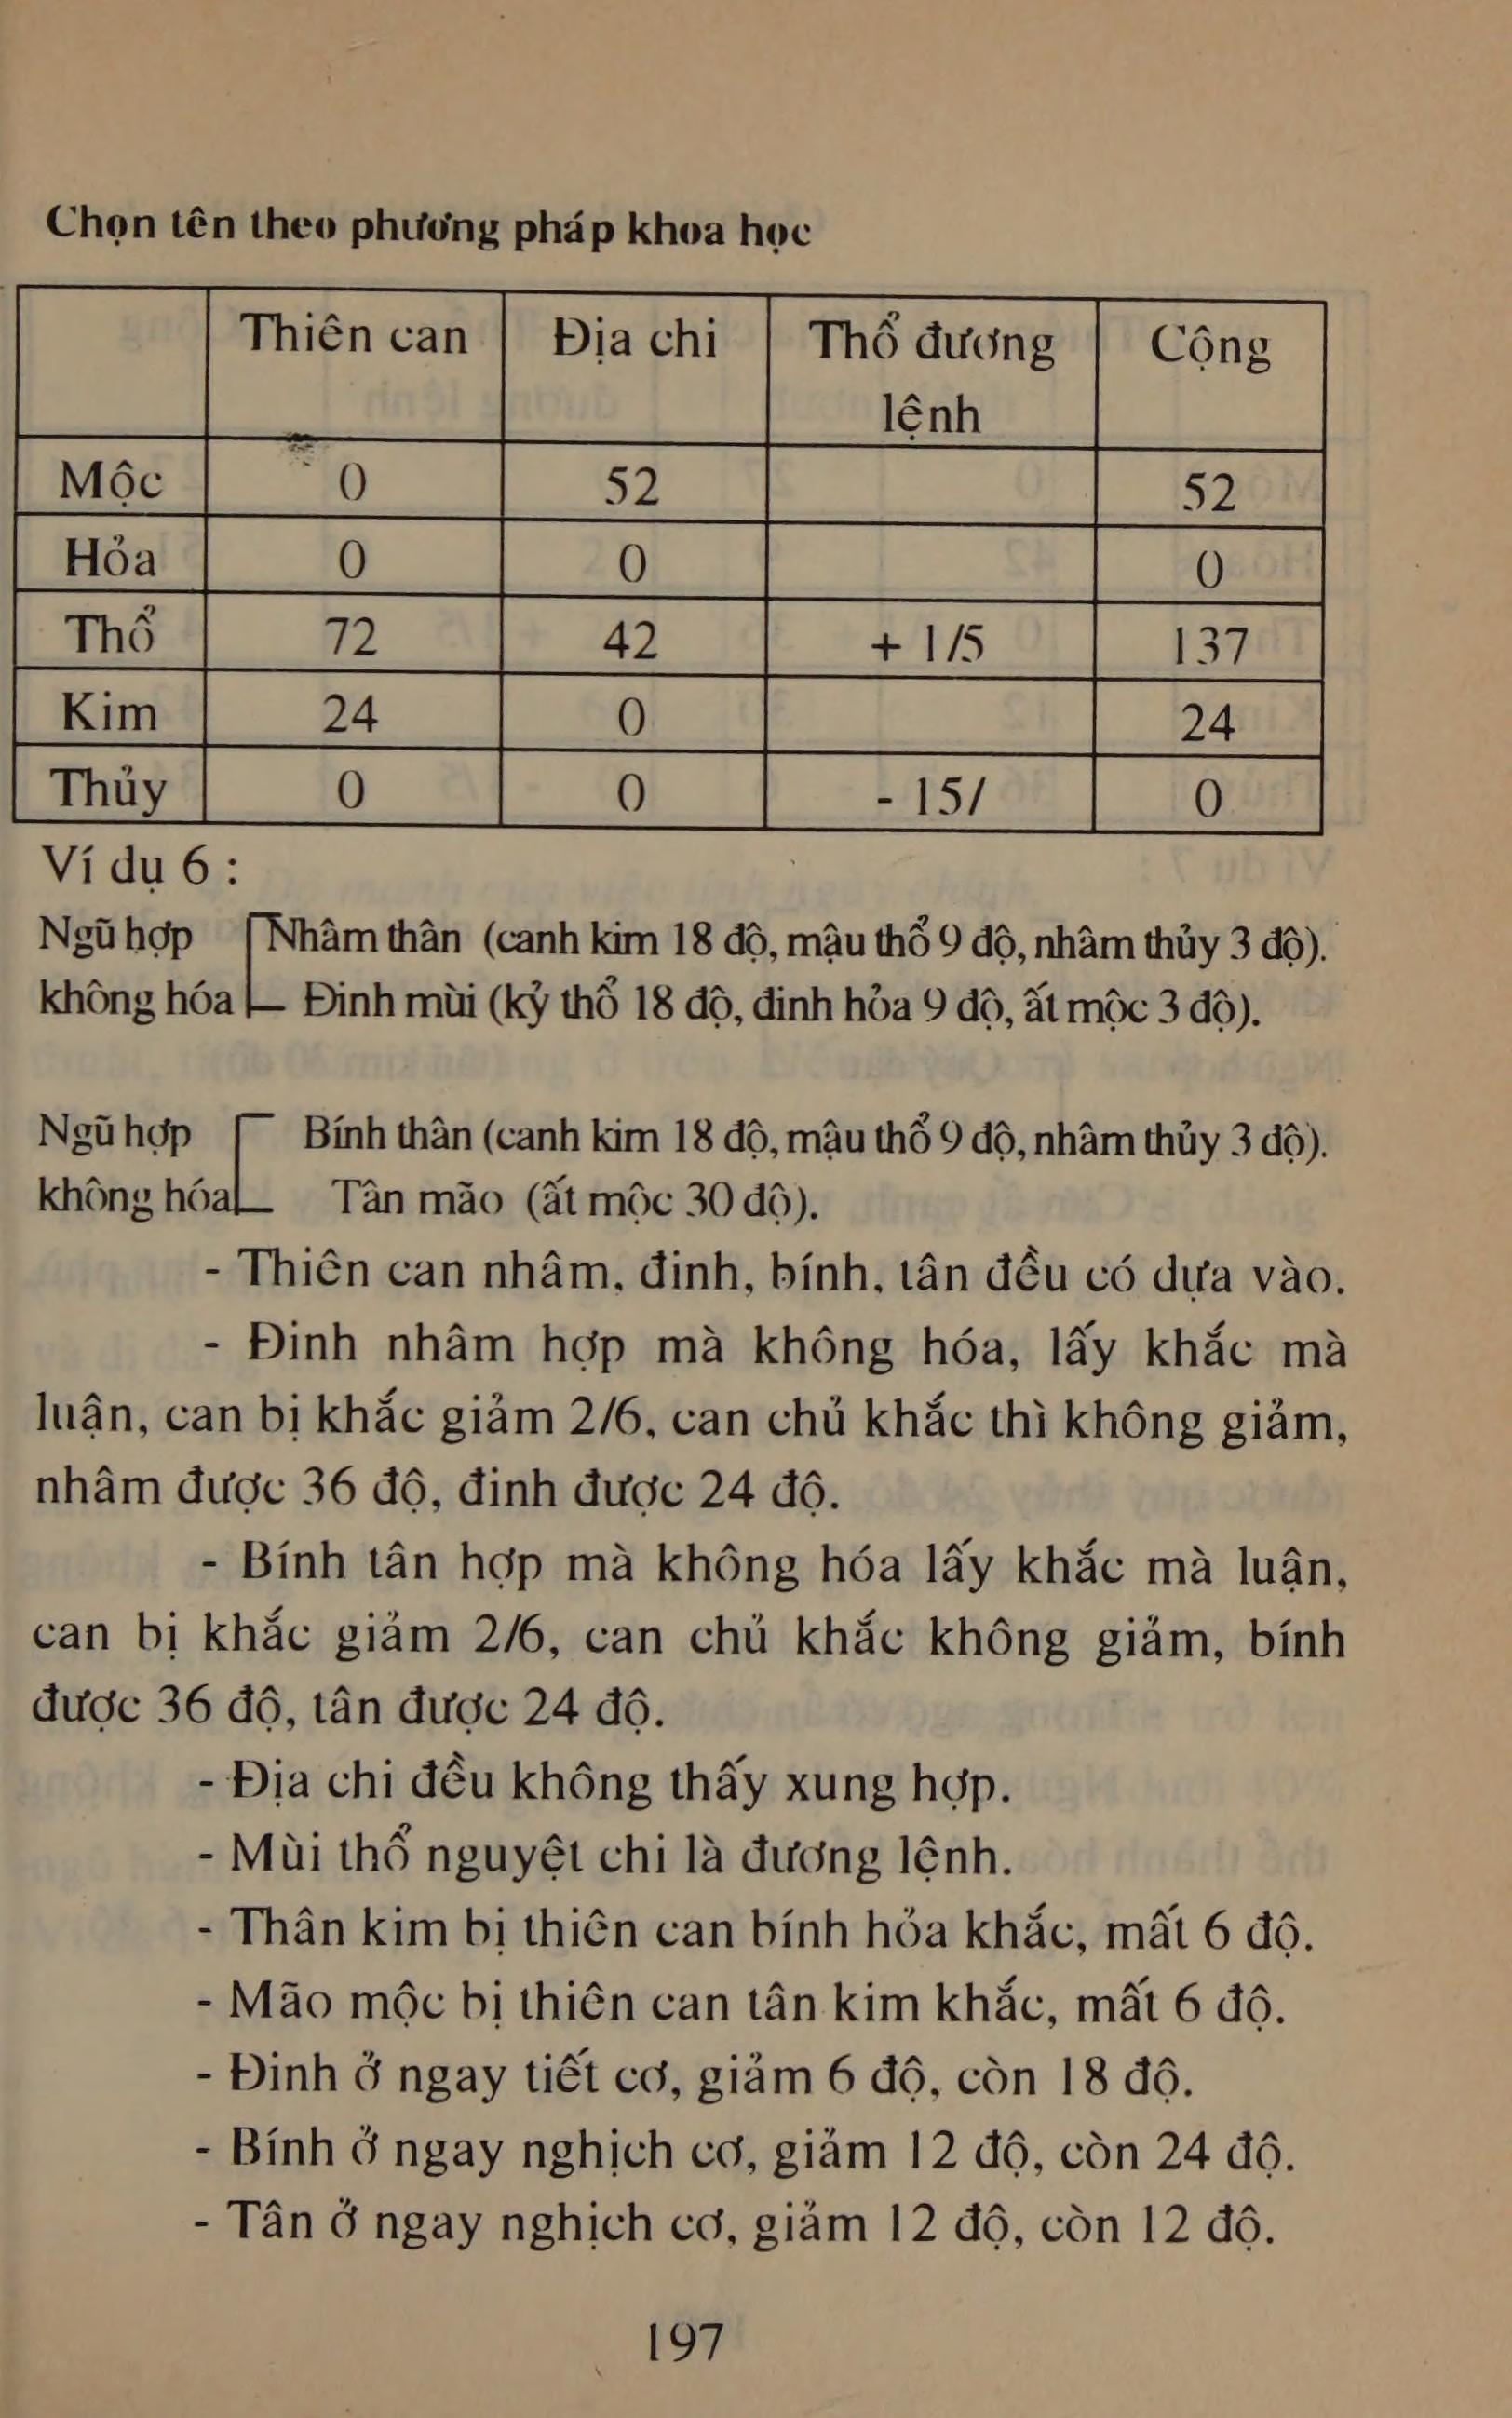 Chọn tên theo phương pháp khoa học
Thiên can Địa chi Thổ đương lệnh Cộng
Mộc 0 52 52
Hỏa 0 0 0
Thổ 72 42 + 1/5 137
Kim 24 0 24
Thủy 0 0 - 15/ 0
Ví dụ 6 :
Ngũ hợp Nhâm thân (canh kim 18 độ, mậu thổ 9 độ, nhâm thủy 3 độ).
không hóa Đinh mùi (kỷ thổ 18 độ, đinh hỏa 9 độ, ất mộc 3 độ).
Ngũ hợp Bính thân (canh kim 18 độ, mậu thổ 9 độ, nhâm thủy 3 độ).
không hóa Tân mão (ất mộc 30 độ).
- Thiên can nhâm, đinh, bính, tân đều có dựa vào.
- Đinh nhâm hợp mà không hóa, lấy khắc mà
luận, can bị khắc giảm 2/6, can chủ khắc thì không giảm,
nhâm được 36 độ, đinh được 24 độ.
- Bính tân hợp mà không hóa lấy khắc mà luận,
can bị khắc giảm 2/6, can chủ khắc không giảm, bính
được 36 độ, tân được 24 độ.
- Địa chi đều không thấy xung hợp.
- Mùi thổ nguyệt chi là đương lệnh.
- Thân kim bị thiên can bính hỏa khắc, mất 6 độ.
- Mão mộc bị thiên can tân kim khắc, mất 6 độ.
- Đinh ở ngay tiết cơ, giảm 6 độ, còn 18 độ.
- Bính ở ngay nghịch cơ, giảm 12 độ, còn 24 độ.
- Tân ở ngay nghịch cơ, giảm 12 độ, còn 12 độ.
197